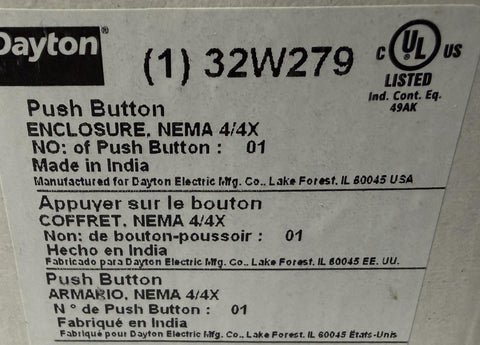 Dayton®
(1) 32W279
C UL US
LISTED
Ind. Cont. Eq.
49AK
Push Button
ENCLOSURE, NEMA 4/4X
NO: of Push Button : 01
Made in India
Manufactured for Dayton Electric Mfg. Co., Lake Forest, IL 60045 USA
Appuyer sur le bouton
COFFRET, NEMA 4/4X
Non: de bouton-poussoir : 01
Hecho en India
Fabricado para Dayton Electric Mfg. Co., Lake Forest, IL 60045 EE. UU.
Push Button
ARMARIO, NEMA 4/4X
N ° de Push Button : 01
Fabriqué en India
Fabriqué pour Dayton Electric Mfg. Co., Lake Forest, IL 60045 États-Unis